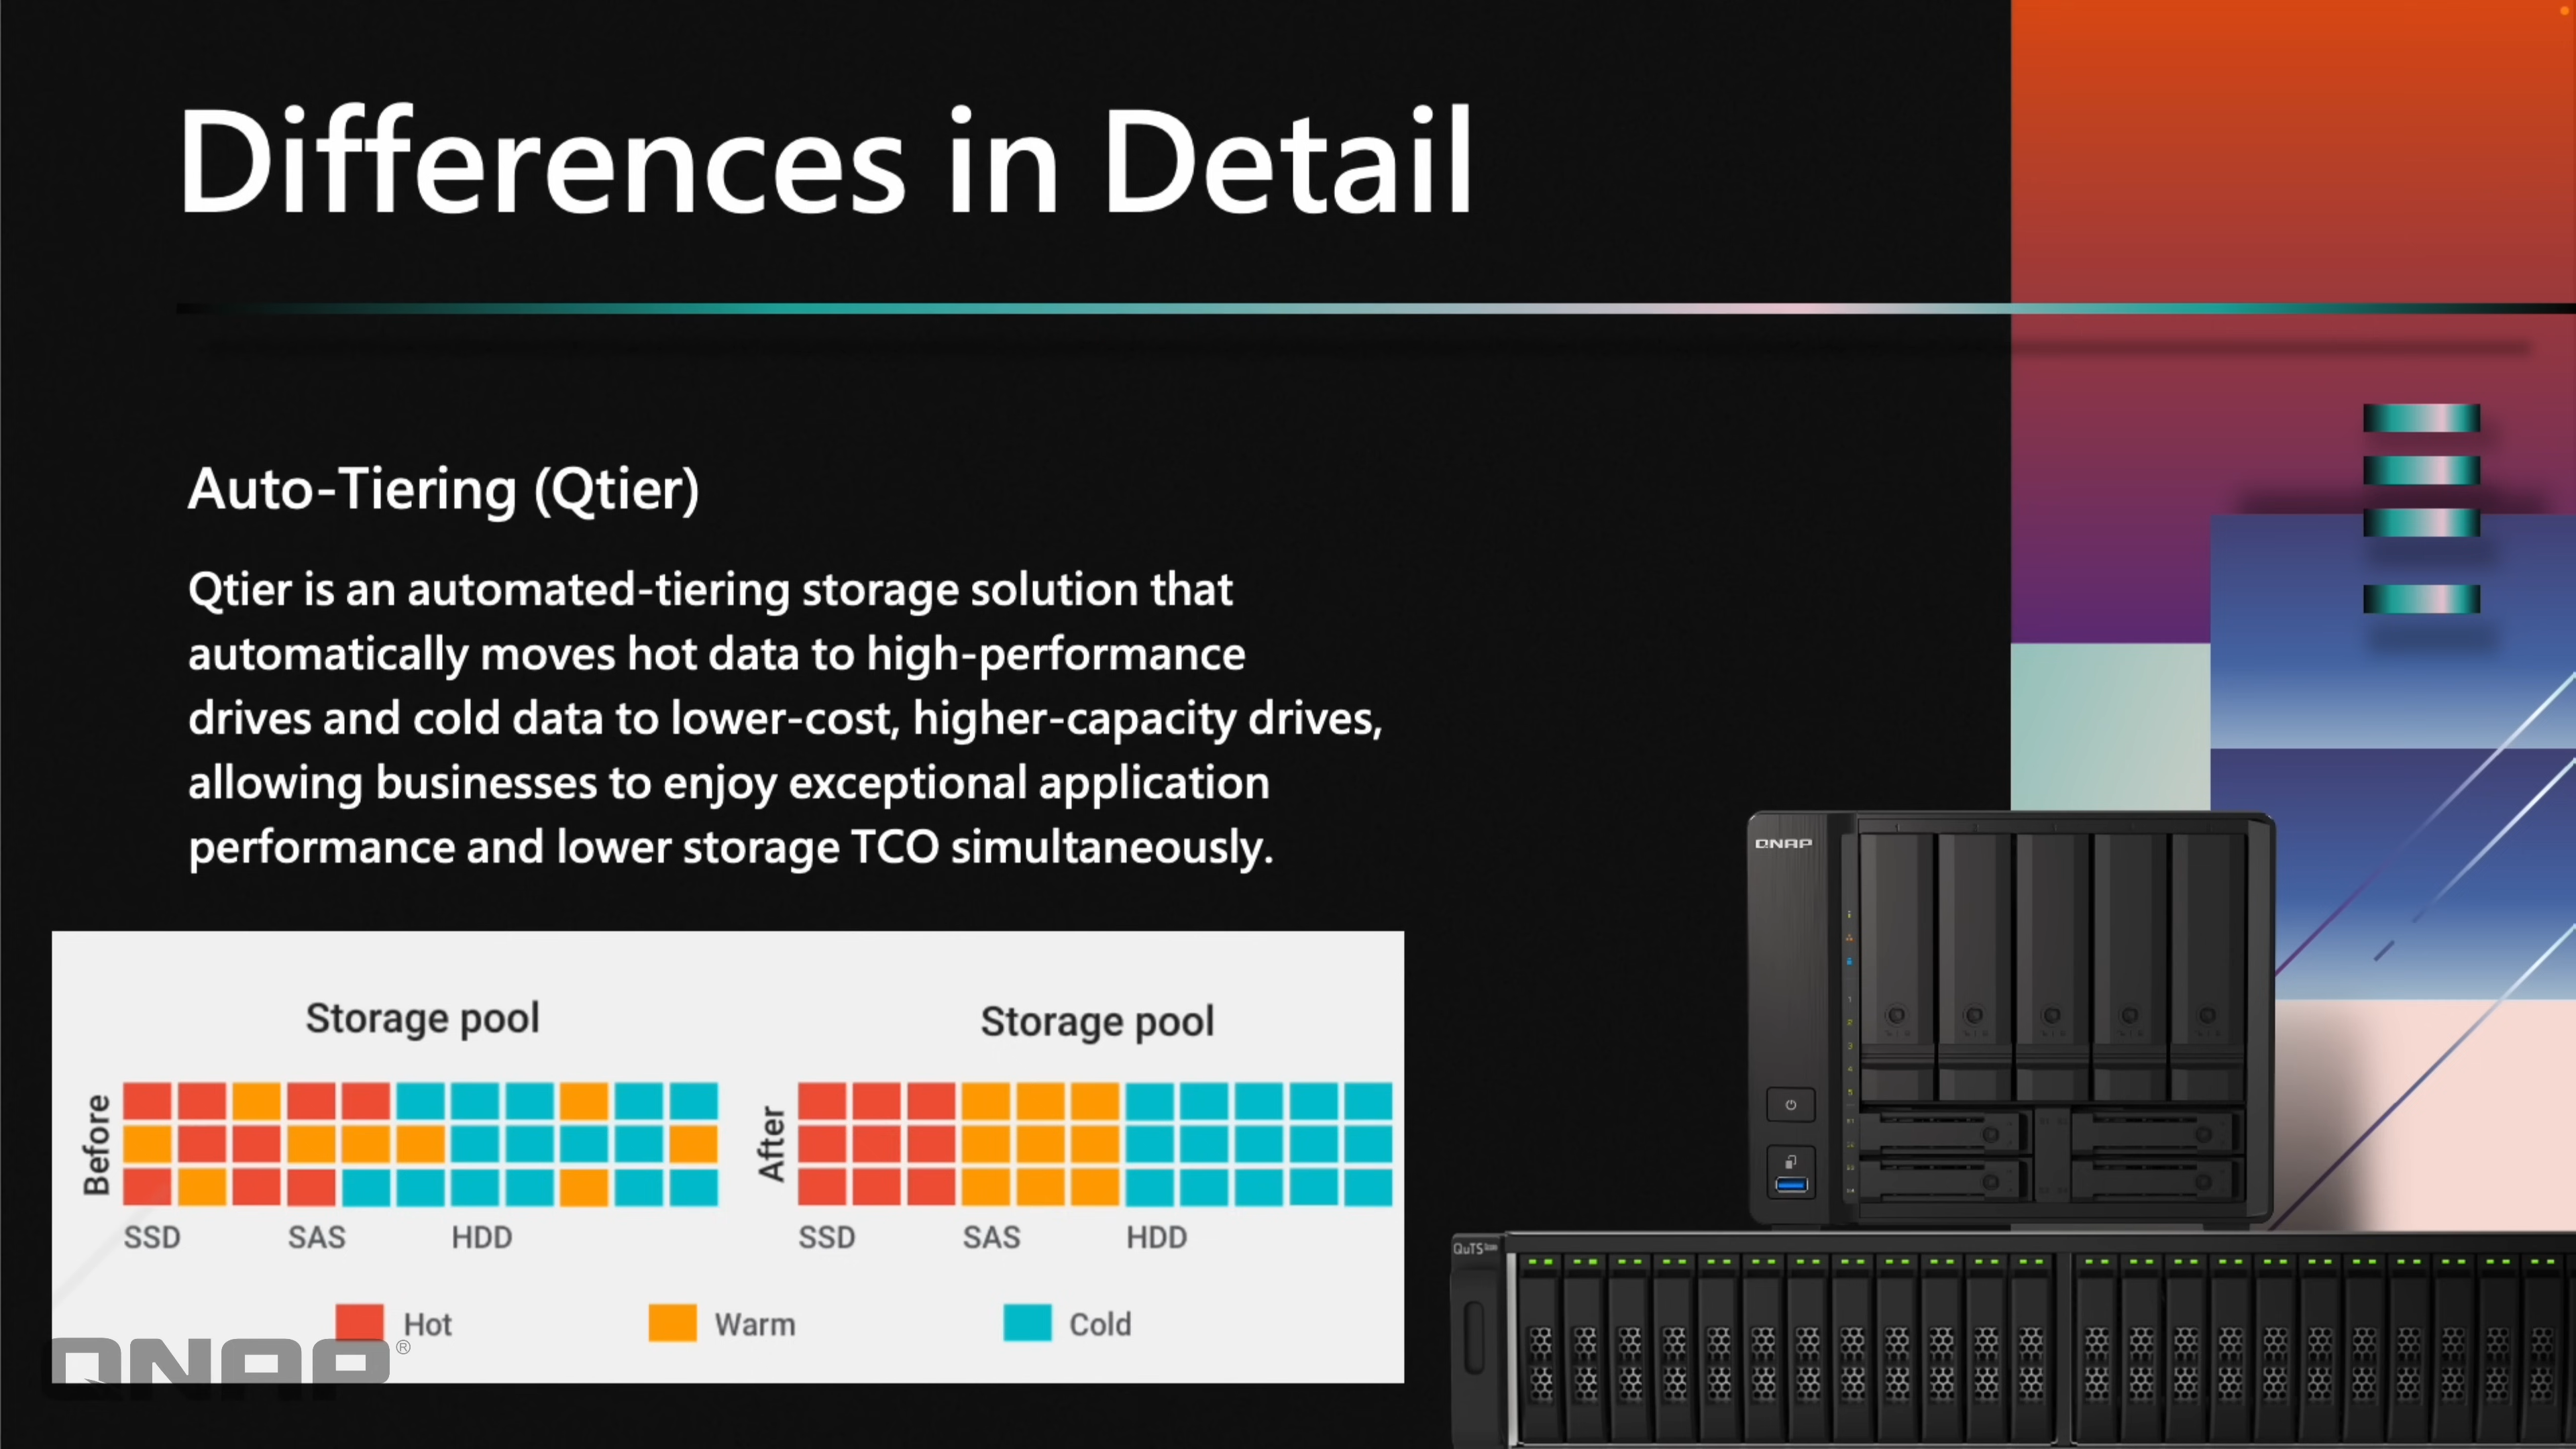 Differences in Detail
Auto-Tiering (Qtier)
Qtier is an automated-tiering storage solution that
automatically moves hot data to high-performance
drives and cold data to lower-cost, higher-capacity drives,
allowing businesses to enjoy exceptional application
performance and lower storage TCO simultaneously.
Storage pool
Before
SSD SAS HDD
Storage pool
After
SSD SAS HDD
Hot Warm Cold
QNAP®
QNAP
QuTS